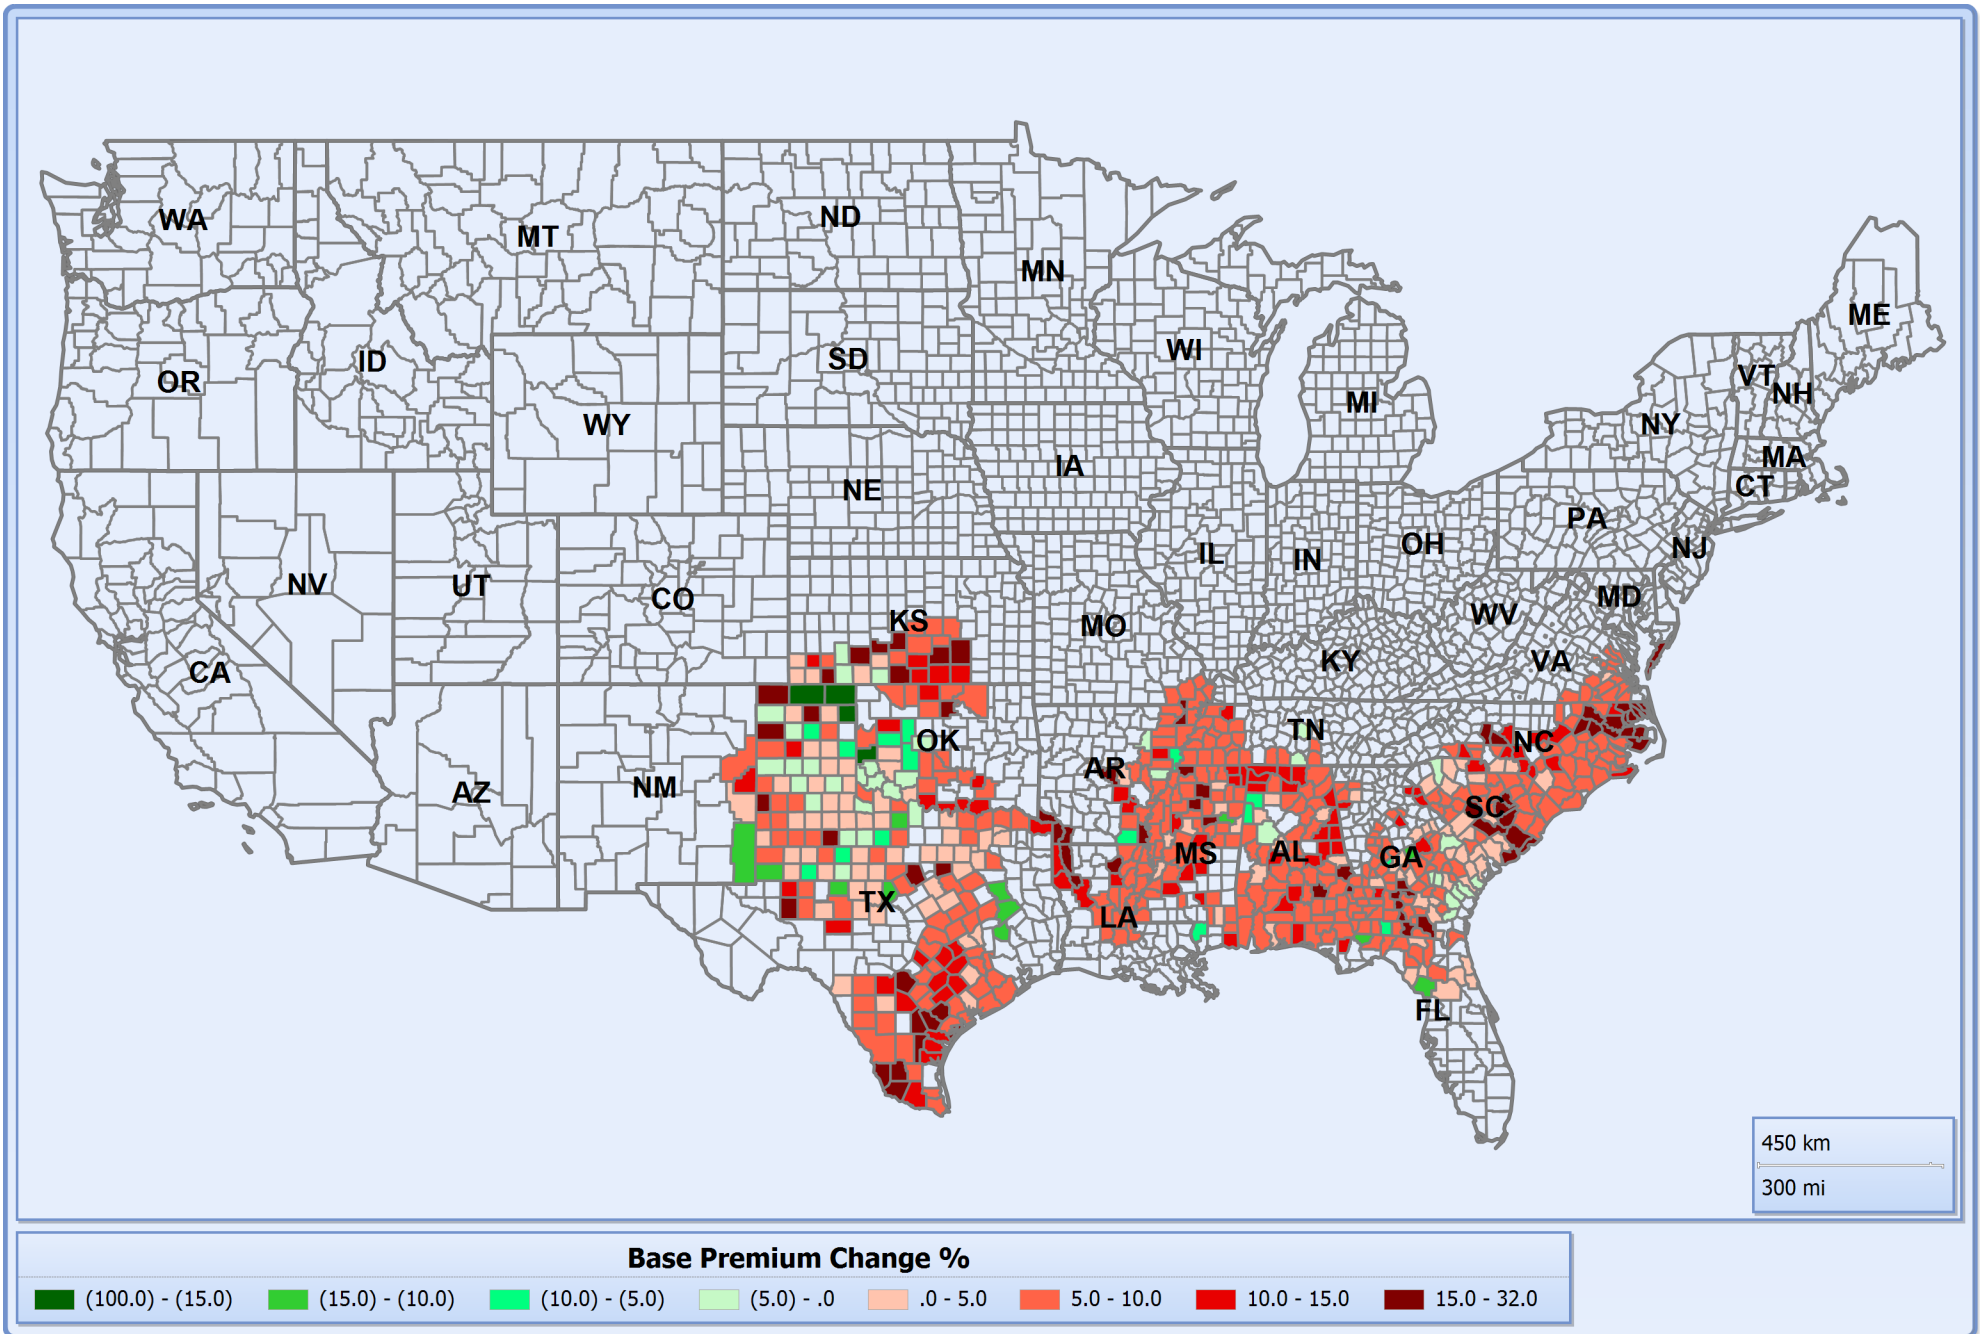 WA
MT
ND
MN
ME
OR
ID
SD
WI
VT
NH
WY
MI
NY
NE
IA
MA
CT
PA
NV
UT
CO
IL
IN
OH
NJ
CA
KS
MO
WV
MD
KY
VA
AZ
NM
OK
AR
TN
NC
SC
TX
LA
MS
AL
GA
FL
450 km
300 mi
Base Premium Change %
(100.0) - (15.0) (15.0) - (10.0) (10.0) - (5.0) (5.0) - .0 .0 - 5.0 5.0 - 10.0 10.0 - 15.0 15.0 - 32.0